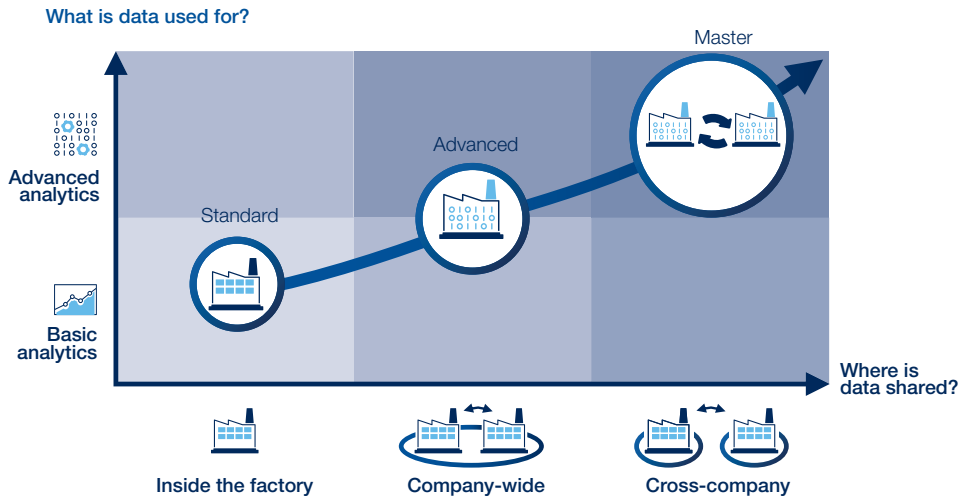 What is data used for?
Master
Advanced
Standard
Advanced
analytics
Basic
analytics
Where is
data shared?
Inside the factory
Company-wide
Cross-company